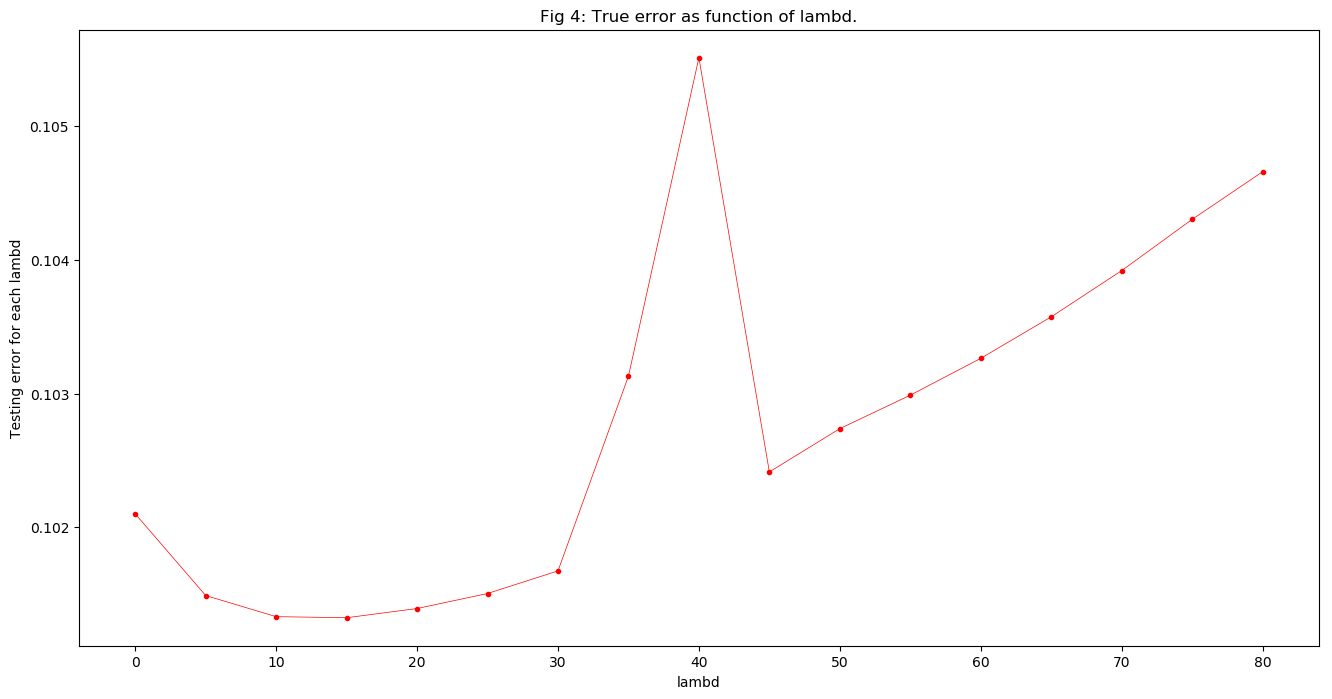 Fig 4: True error as function of lambd.
Testing error for each lambd
0.105
0.104
0.103
0.102
0 10 20 30 40 50 60 70 80
lambd